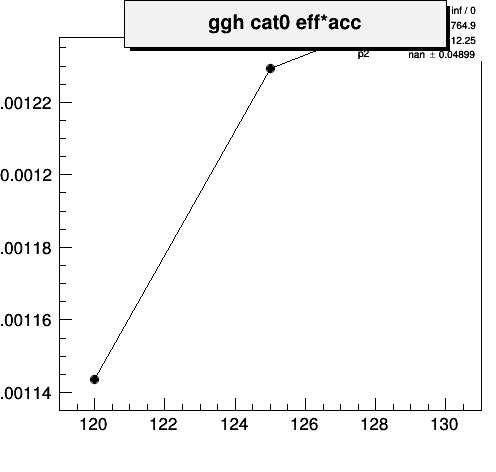 ggh cat0 eff*acc
inf / 0
764.9
12.25
p2 nan ± 0.04899
.00122
0.0012
.00118
.00116
.00114
120 122 124 126 128 130